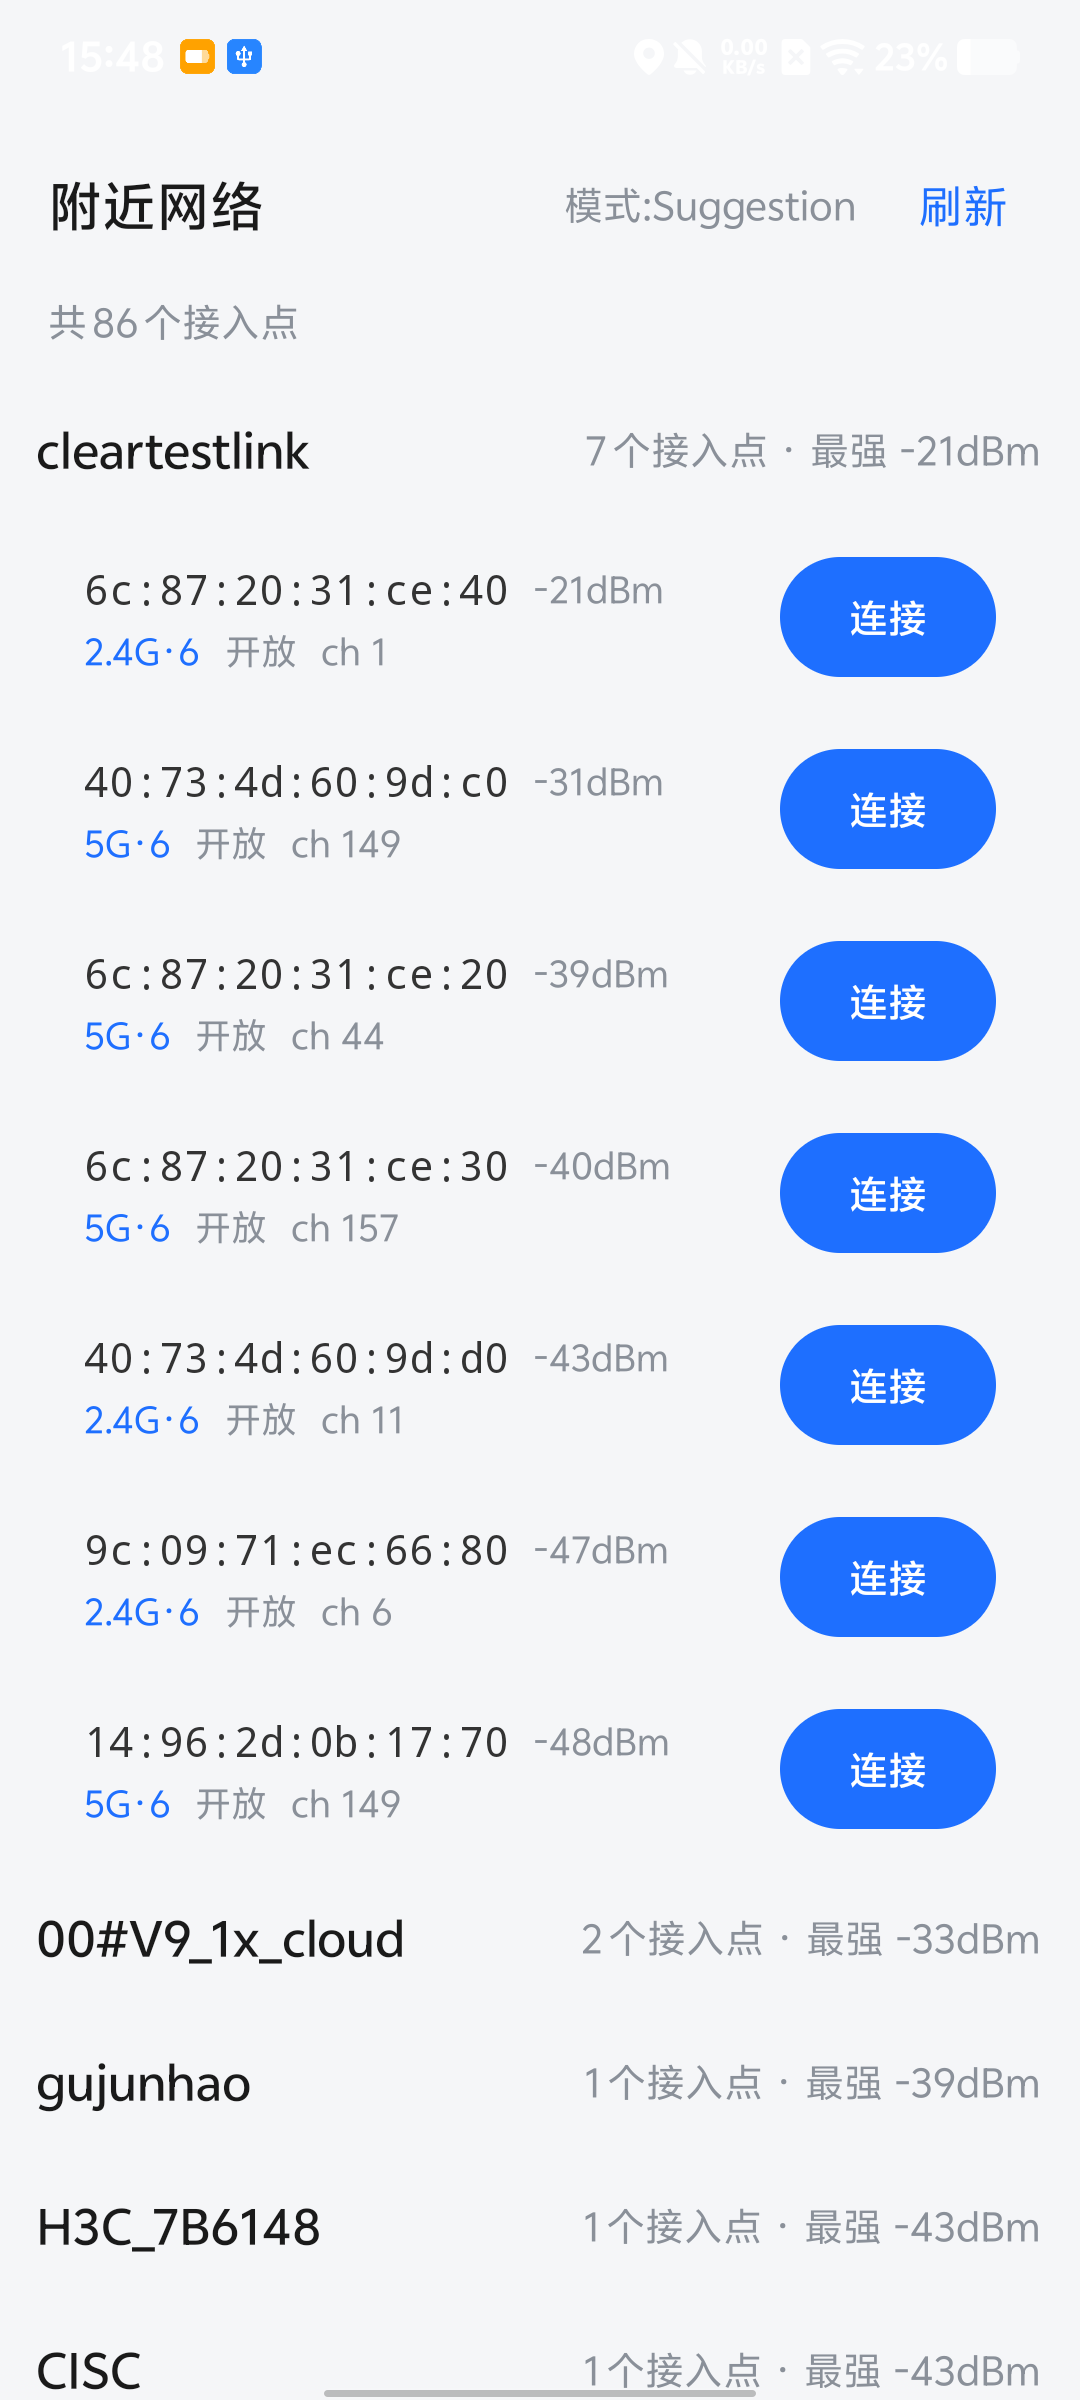 15:48 0.00 KB/s 23%
附近网络 模式:Suggestion 刷新
共 86 个接入点
cleartestlink 7 个接入点 · 最强 -21dBm
6c:87:20:31:ce:40 -21dBm 连接
2.4G·6 开放 ch 1
40:73:4d:60:9d:c0 -31dBm 连接
5G·6 开放 ch 149
6c:87:20:31:ce:20 -39dBm 连接
5G·6 开放 ch 44
6c:87:20:31:ce:30 -40dBm 连接
5G·6 开放 ch 157
40:73:4d:60:9d:d0 -43dBm 连接
2.4G·6 开放 ch 11
9c:09:71:ec:66:80 -47dBm 连接
2.4G·6 开放 ch 6
14:96:2d:0b:17:70 -48dBm 连接
5G·6 开放 ch 149
00#V9_1x_cloud 2 个接入点 · 最强 -33dBm
gujunhao 1 个接入点 · 最强 -39dBm
H3C_7B6148 1 个接入点 · 最强 -43dBm
CISC 1 个接入点 · 最强 -43dBm